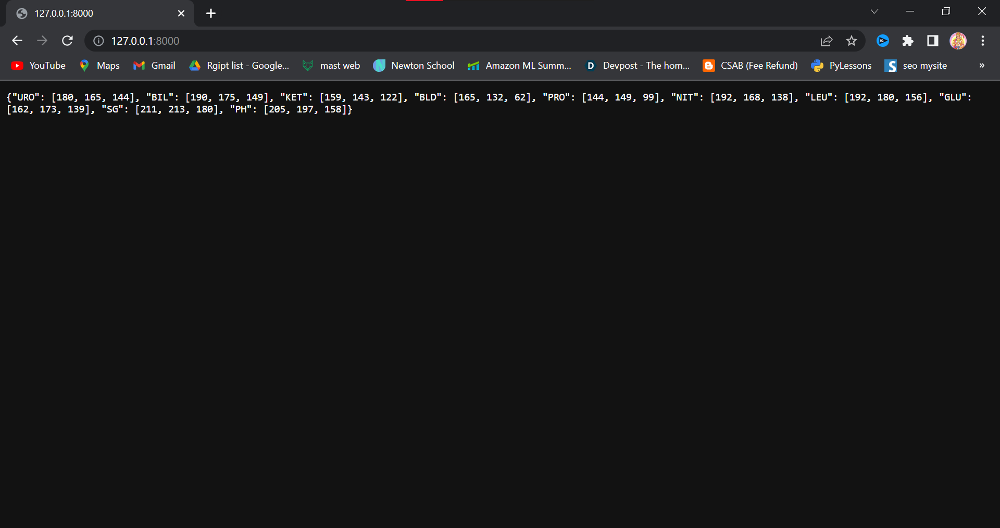 127.0.0.1:8000
127.0.0.1:8000
YouTube Maps Gmail Rgipt list - Google... mast web Newton School Amazon ML Summ... D Devpost - The hom... CSAB (Fee Refund) PyLessons S seo mysite »
{"URO": [180, 165, 144], "BIL": [190, 175, 149], "KET": [159, 143, 122], "BLD": [165, 132, 62], "PRO": [144, 149, 99], "NIT": [192, 168, 138], "LEU": [192, 180, 156], "GLU":
[162, 173, 139], "SG": [211, 213, 180], "PH": [205, 197, 158]}